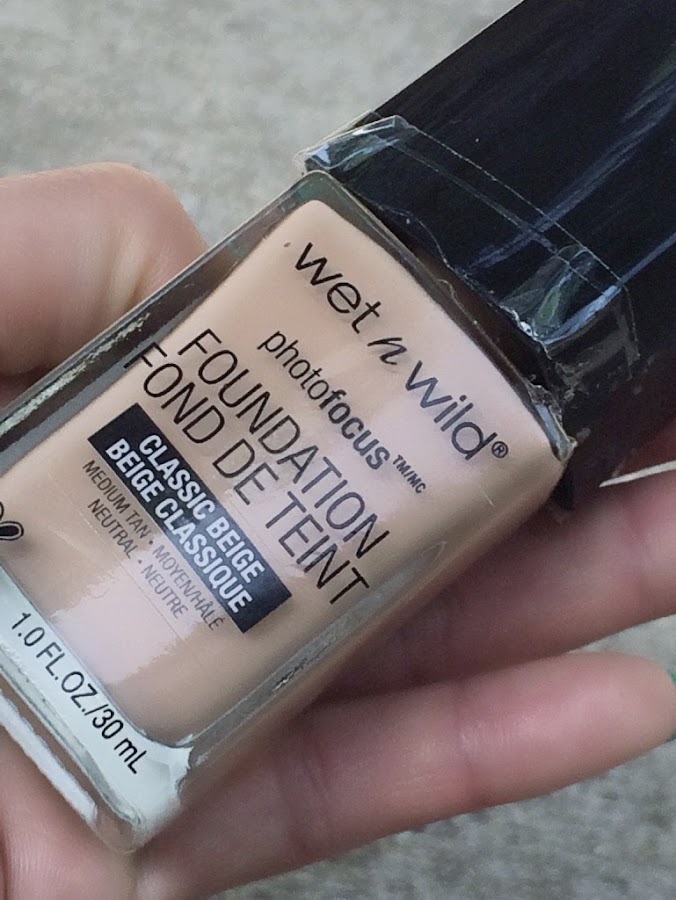 wet n wild®
photofocus™/MC
FOUNDATION
FOND DE TEINT
CLASSIC BEIGE
BEIGE CLASSIQUE
MEDIUM TAN • MOYEN/HÂLÉ
NEUTRAL • NEUTRE
1.0 FL.OZ./30 mL